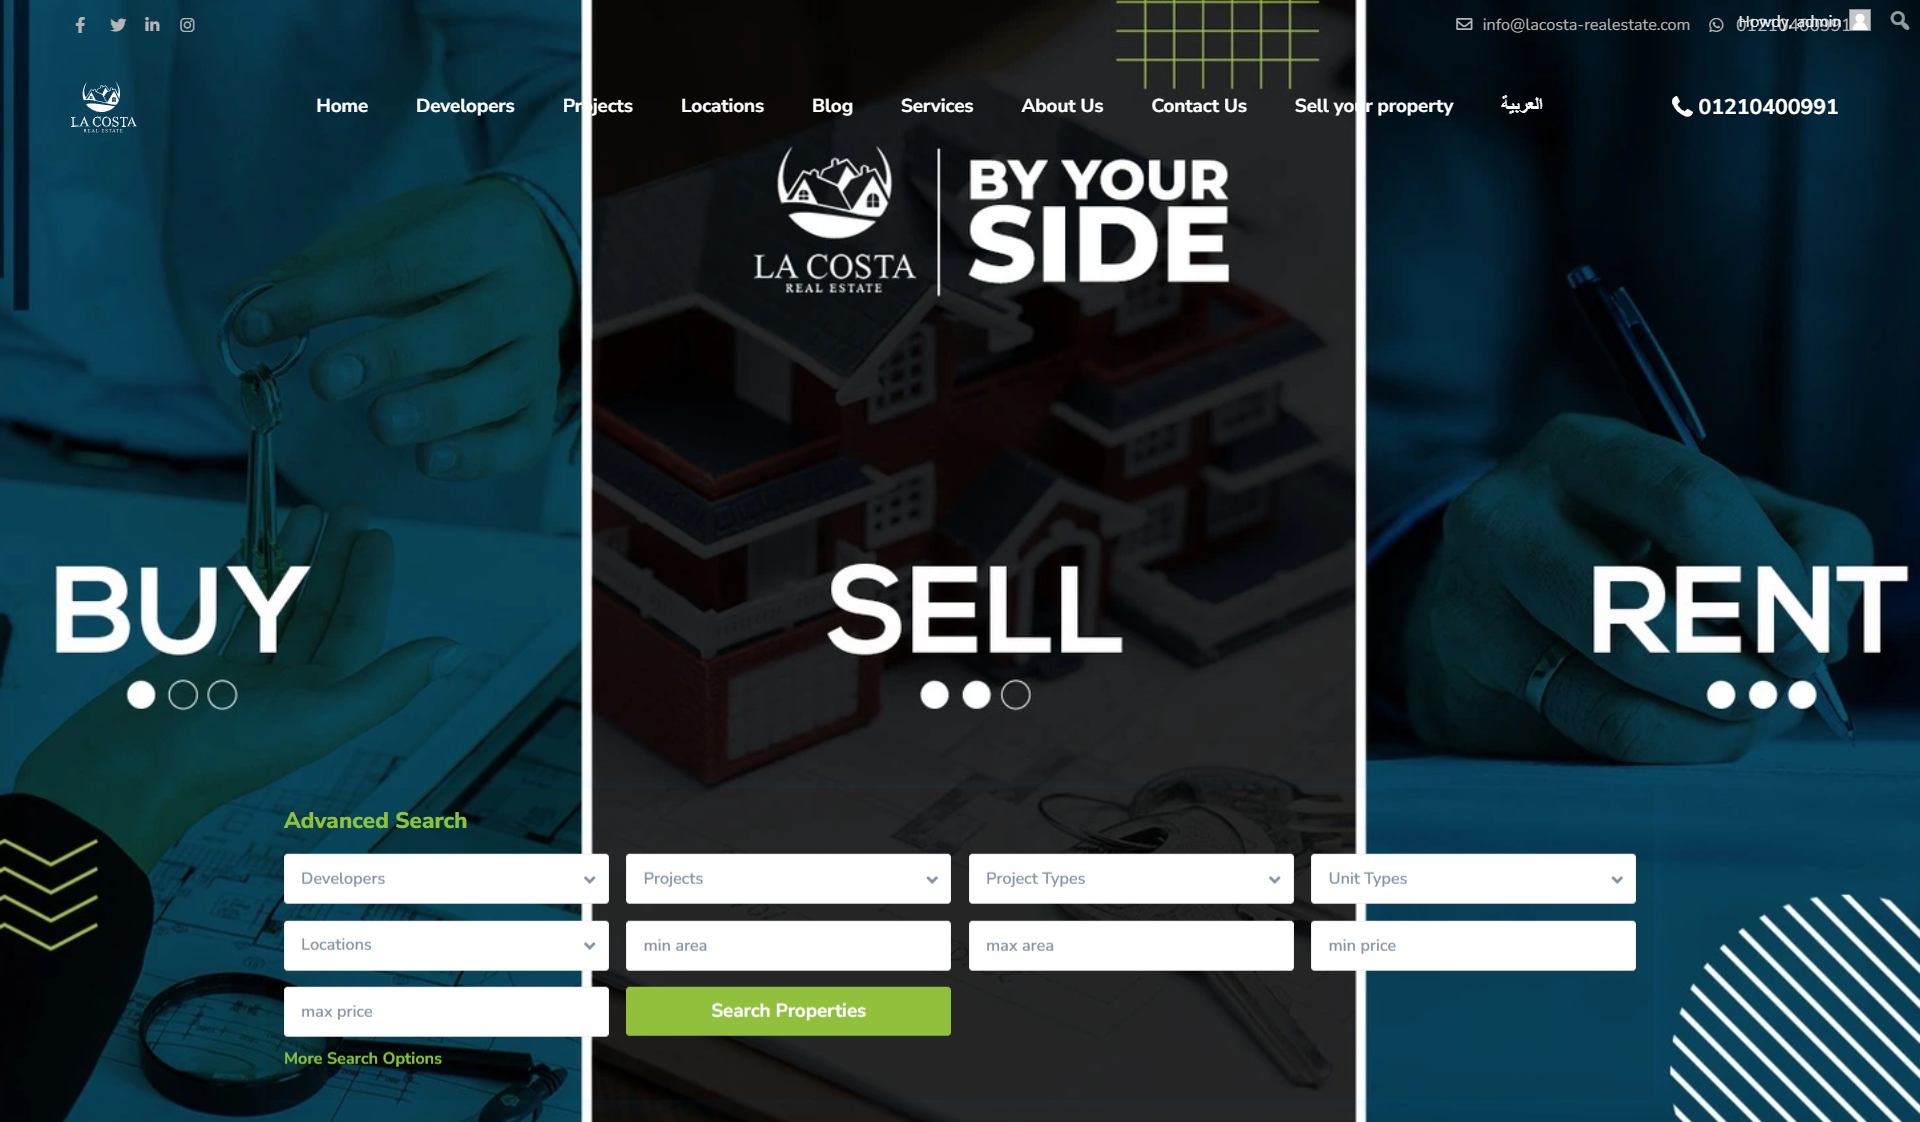 info@lacosta-realestate.com
01210400991
Howdy, admin
LA COSTA
REAL ESTATE
Home
Developers
Projects
Locations
Blog
Services
About Us
Contact Us
Sell your property
العربية
01210400991
LA COSTA
REAL ESTATE
BY YOUR
SIDE
BUY
SELL
RENT
Advanced Search
Developers
Projects
Project Types
Unit Types
Locations
min area
max area
min price
max price
Search Properties
More Search Options